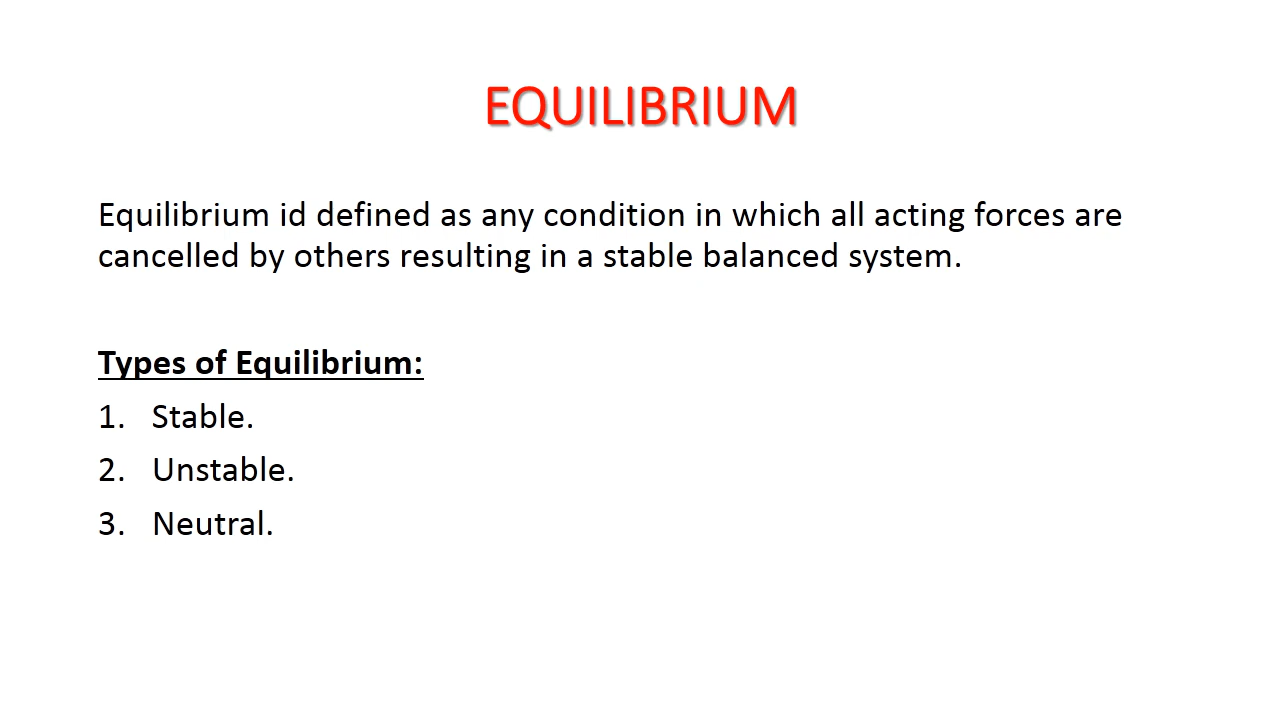 EQUILIBRIUM
Equilibrium id defined as any condition in which all acting forces are
cancelled by others resulting in a stable balanced system.
Types of Equilibrium:
1. Stable.
2. Unstable.
3. Neutral.